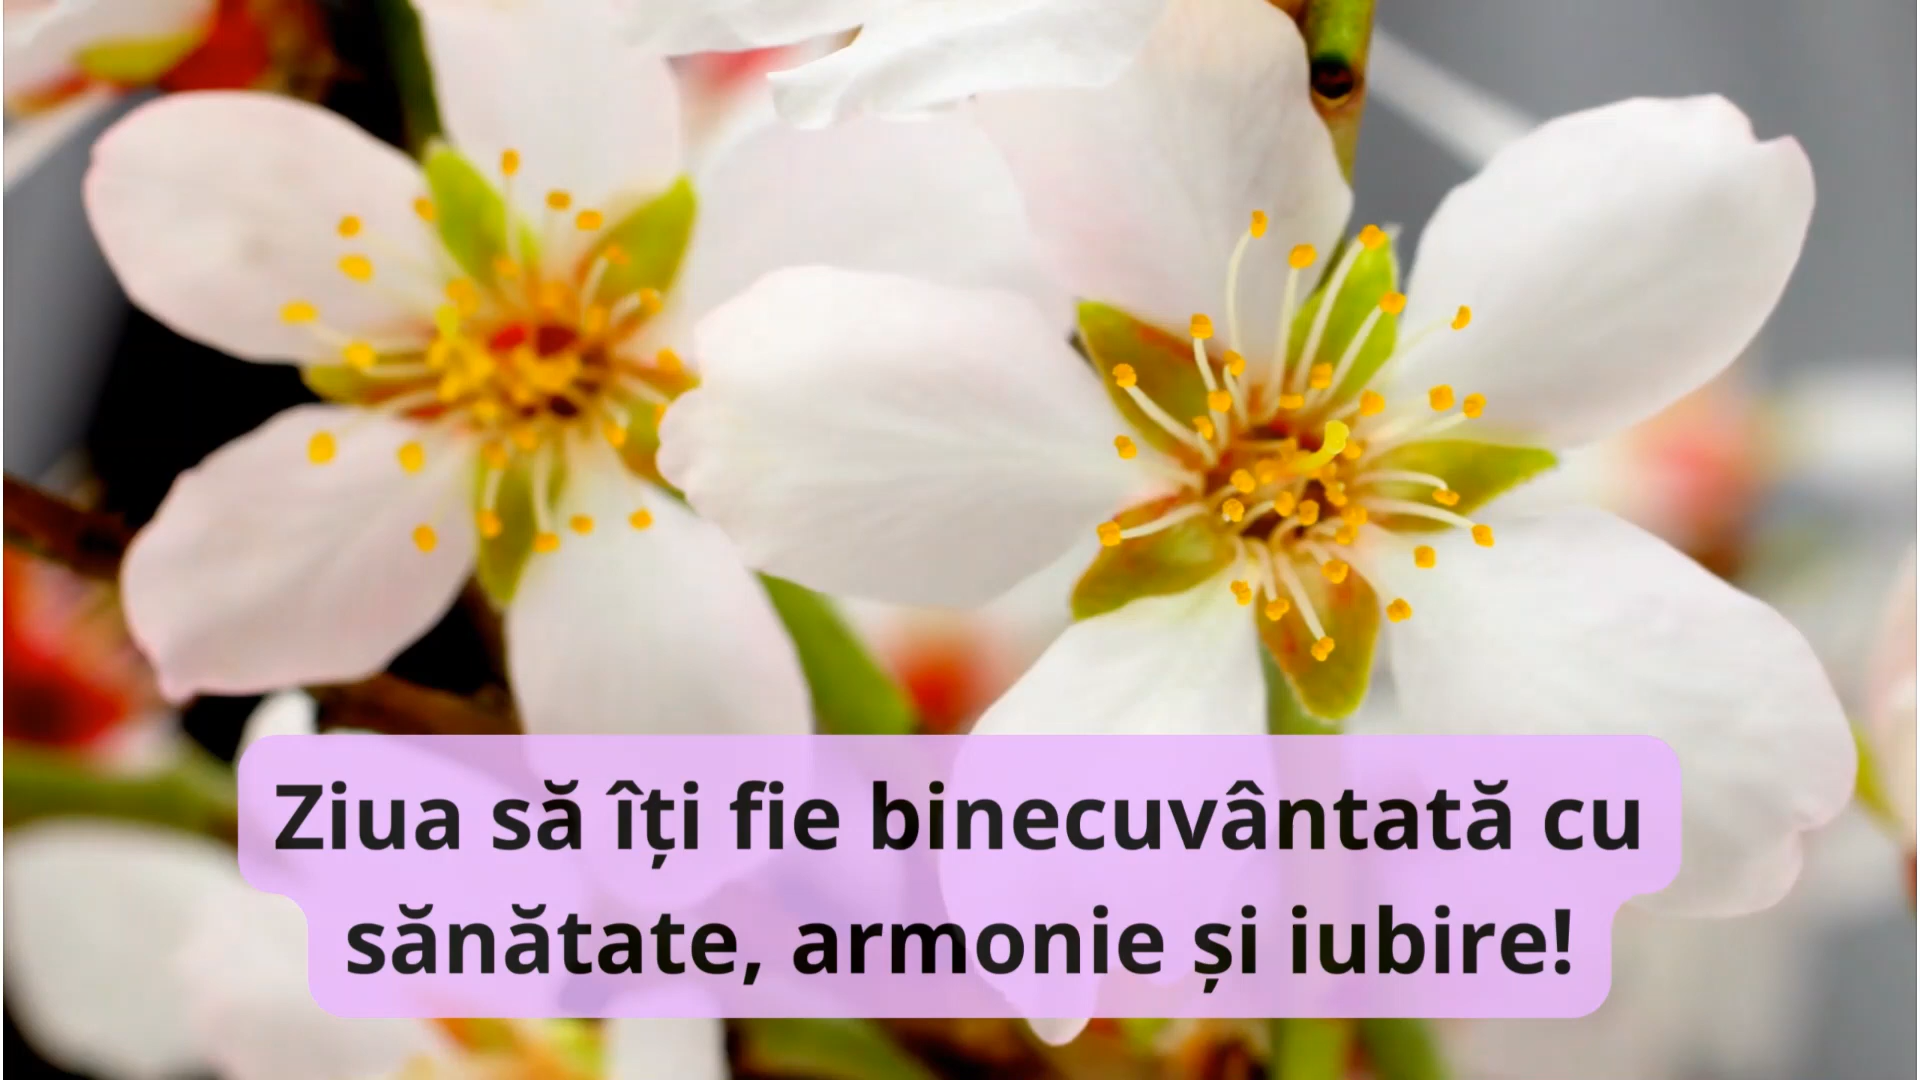 Ziua să îți fie binecuvântată cu
sănătate, armonie și iubire!